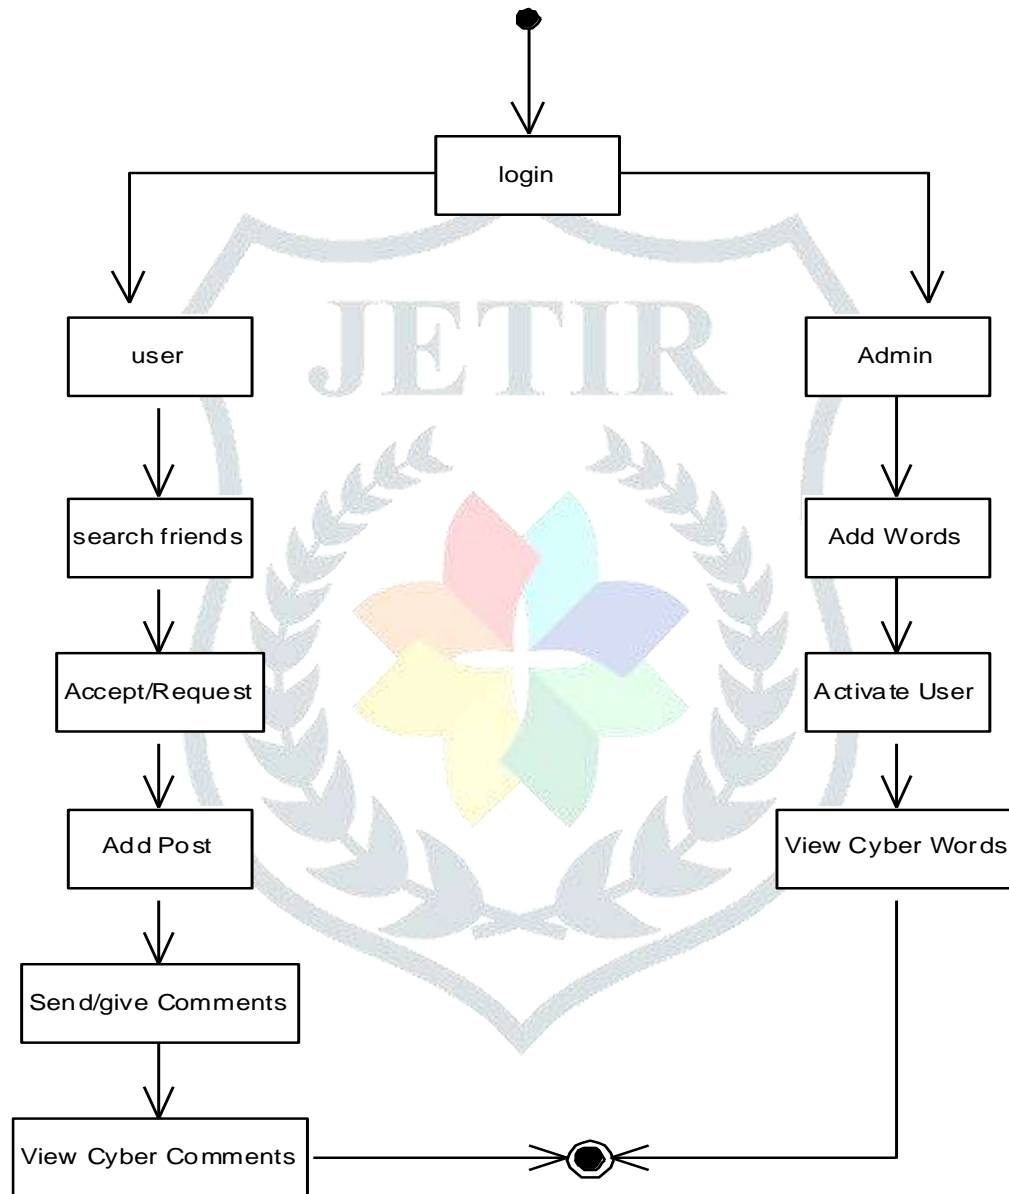 login
user
Admin
JETIR
search friends
Add Words
Accept/Request
Activate User
Add Post
View Cyber Words
Send/give Comments
View Cyber Comments